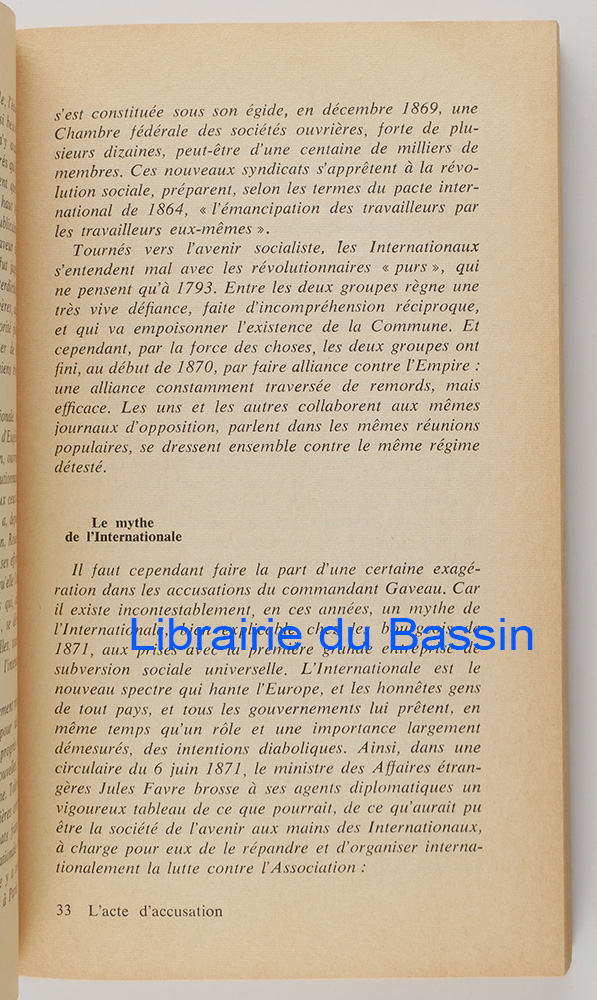 s'est constituée sous son égide, en décembre 1869, une
Chambre fédérale des sociétés ouvrières, forte de plu-
sieurs dizaines, peut-être d'une centaine de milliers de
membres. Ces nouveaux syndicats s'apprêtent à la révo-
lution sociale, préparent, selon les termes du pacte inter-
national de 1864, « l'émancipation des travailleurs par
les travailleurs eux-mêmes ».
Tournés vers l'avenir socialiste, les Internationaux
s'entendent mal avec les révolutionnaires « purs », qui
ne pensent qu'à 1793. Entre les deux groupes règne une
très vive défiance, faite d'incompréhension réciproque,
et qui va empoisonner l'existence de la Commune. Et
cependant, par la force des choses, les deux groupes ont
fini, au début de 1870, par faire alliance contre l'Empire :
une alliance constamment traversée de remords, mais
efficace. Les uns et les autres collaborent aux mêmes
journaux d'opposition, parlent dans les mêmes réunions
populaires, se dressent ensemble contre le même régime
détesté.
Le mythe
de l'Internationale
Il faut cependant faire la part d'une certaine exagé-
ration dans les accusations du commandant Gaveau. Car
il existe incontestablement, en ces années, un mythe de
l'Internationale, bien explicable chez les bourgeois de
Librairie du Bassin
1871, aux prises avec la première grande entreprise de
subversion sociale universelle. L'Internationale est le
nouveau spectre qui hante l'Europe, et les honnêtes gens
de tout pays, et tous les gouvernements lui prêtent, en
même temps qu'un rôle et une importance largement
démesurés, des intentions diaboliques. Ainsi, dans une
circulaire du 6 juin 1871, le ministre des Affaires étran-
gères Jules Favre brosse à ses agents diplomatiques un
vigoureux tableau de ce que pourrait, de ce qu'aurait pu
être la société de l'avenir aux mains des Internationaux,
à charge pour eux de le répandre et d'organiser interna-
tionalement la lutte contre l'Association :
33 L'acte d'accusation